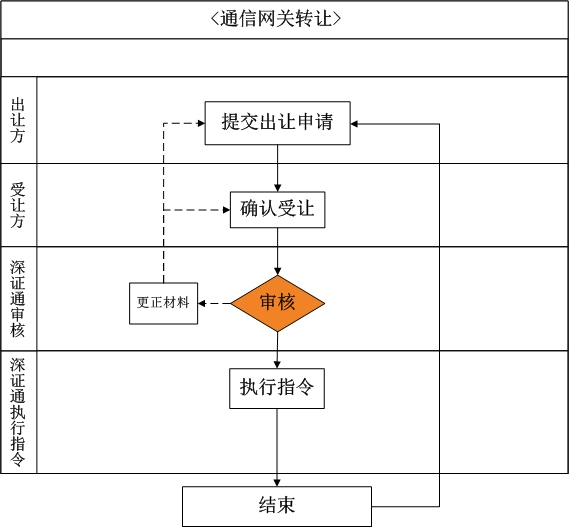 <通信网关转让>
出让方
提交出让申请
受让方
确认受让
深证通审核
更正材料
审核
深证通执行指令
执行指令
结束